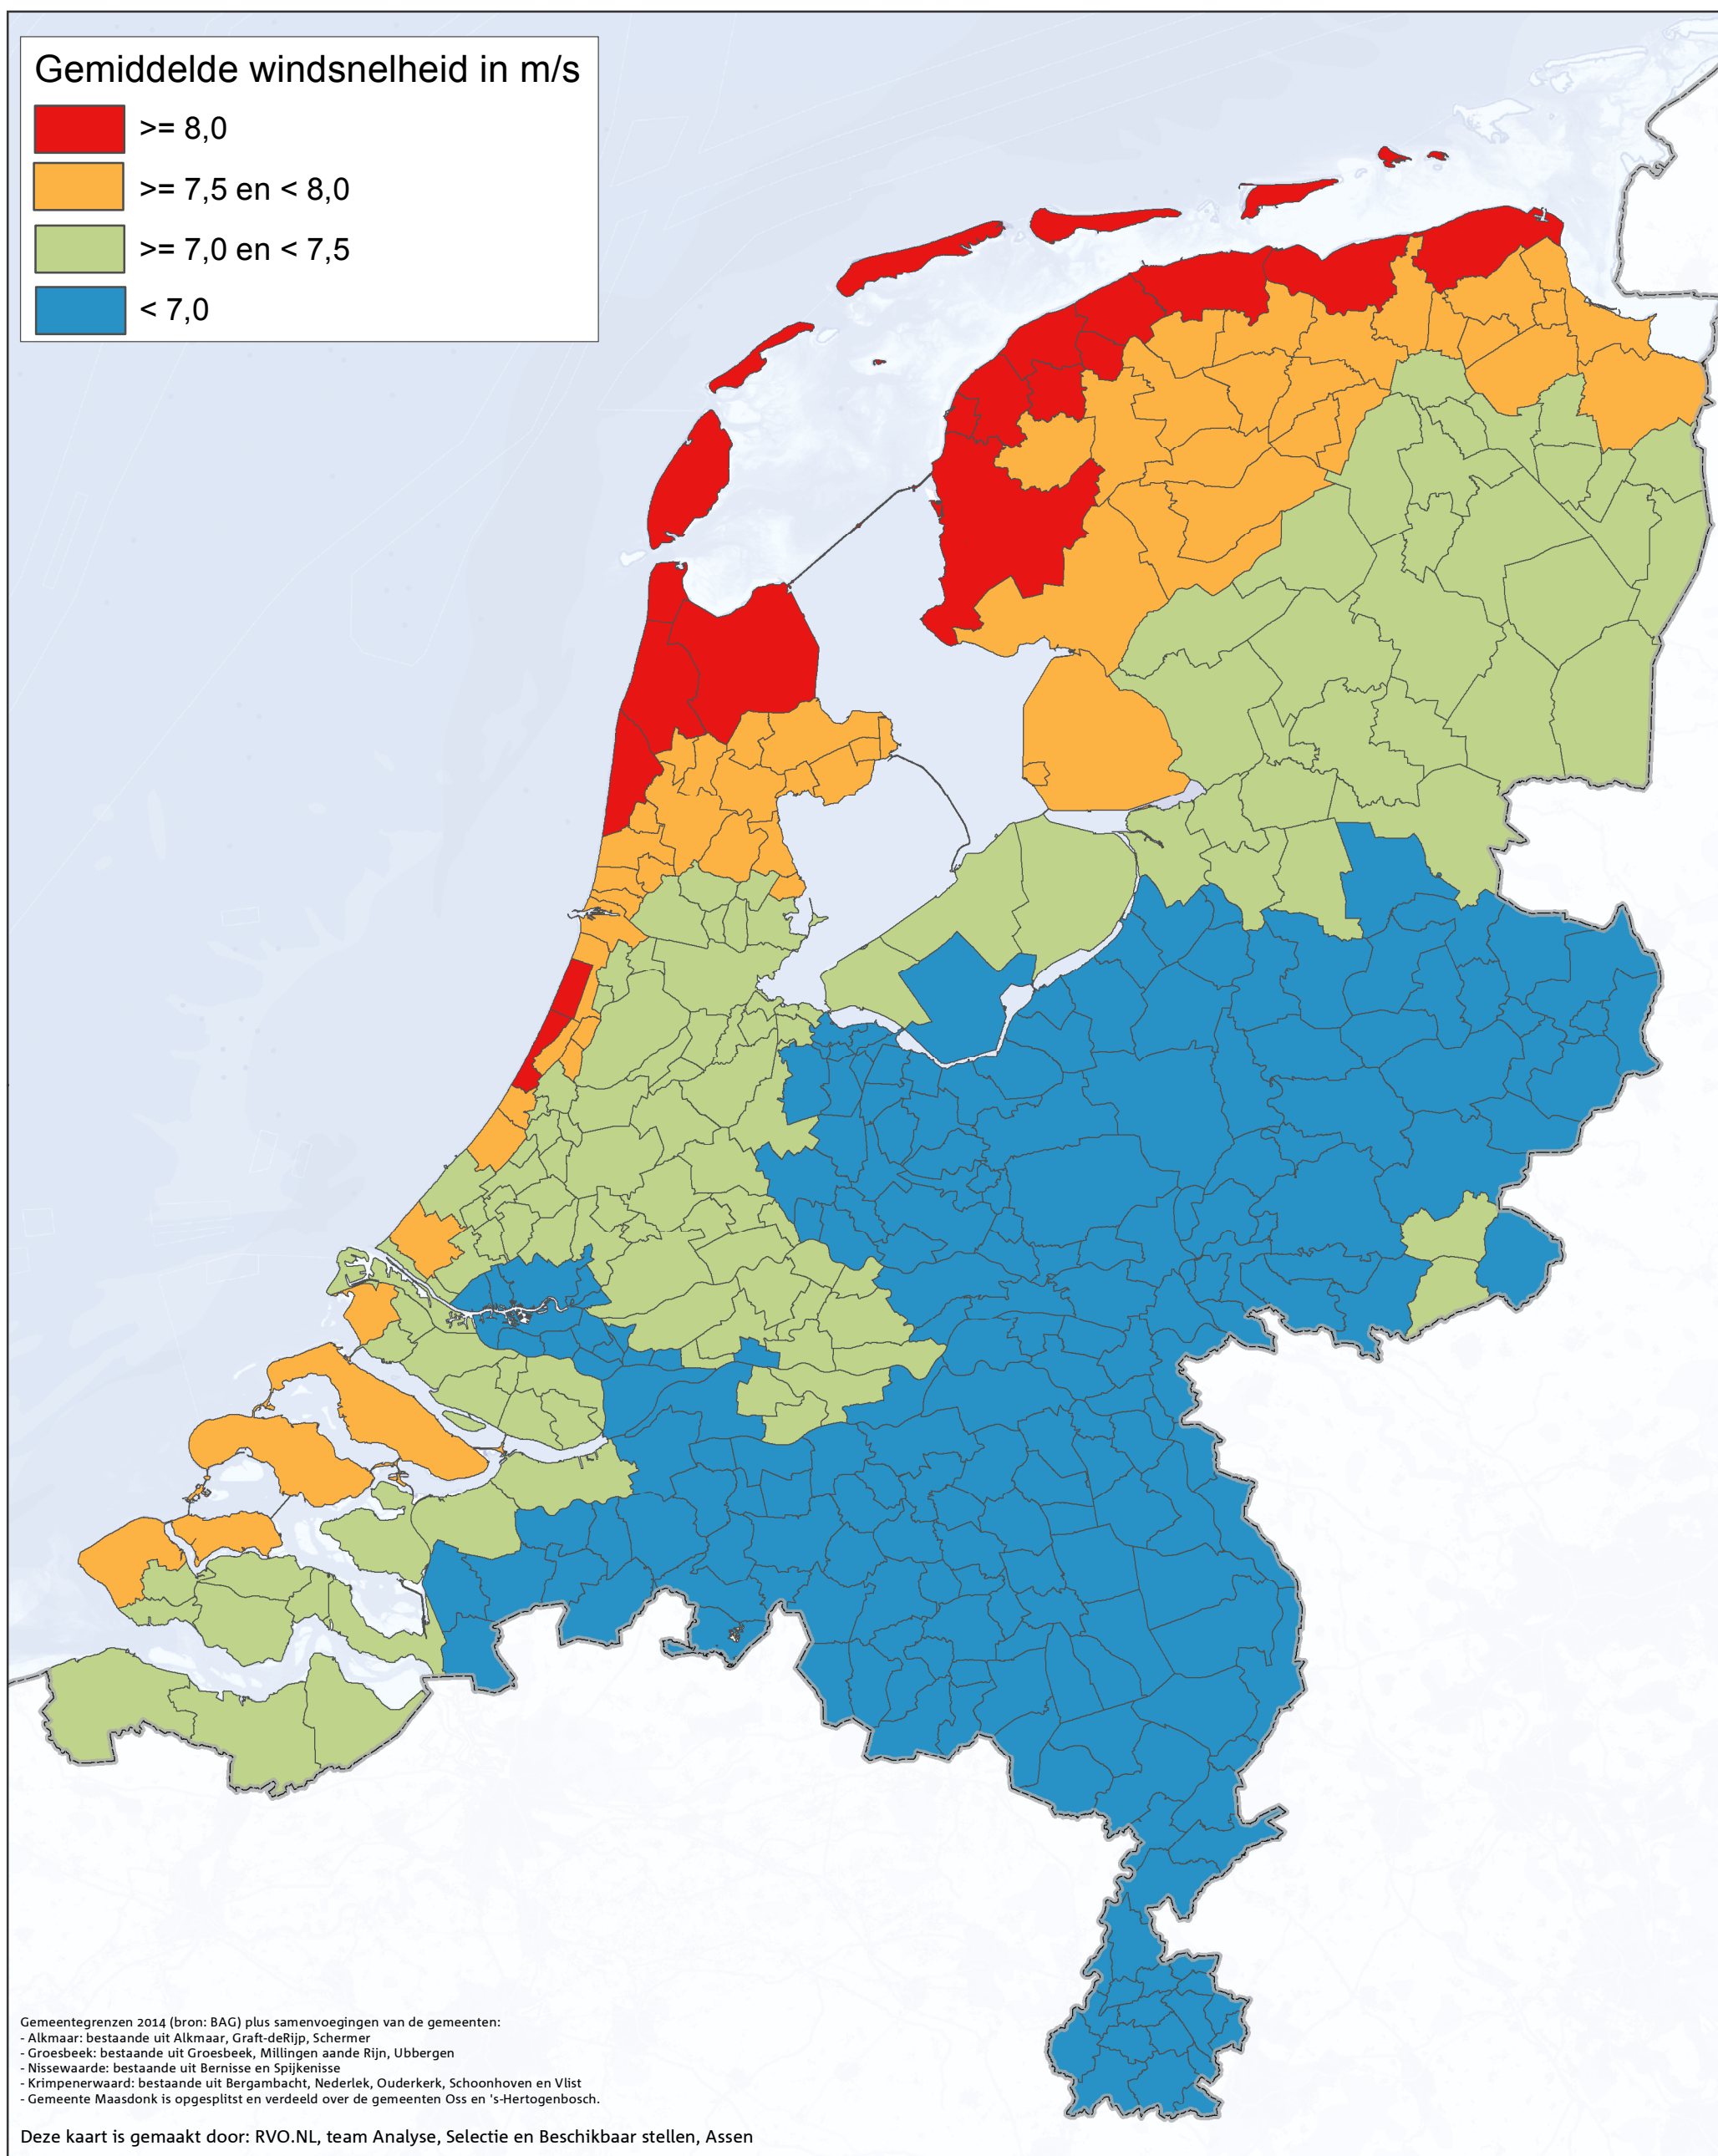 Gemiddelde windsnelheid in m/s
>= 8,0
>= 7,5 en < 8,0
>= 7,0 en < 7,5
< 7,0
Gemeentegrenzen 2014 (bron: BAG) plus samenvoegingen van de gemeenten:
- Alkmaar: bestaande uit Alkmaar, Graft-deRijp, Schermer
- Groesbeek: bestaande uit Groesbeek, Millingen aande Rijn, Ubbergen
- Nissewaarde: bestaande uit Bernisse en Spijkenisse
- Krimpenerwaard: bestaande uit Bergambacht, Nederlek, Ouderkerk, Schoonhoven en Vlist
- Gemeente Maasdonk is opgesplitst en verdeeld over de gemeenten Oss en 's-Hertogenbosch.
Deze kaart is gemaakt door: RVO.NL, team Analyse, Selectie en Beschikbaar stellen, Assen